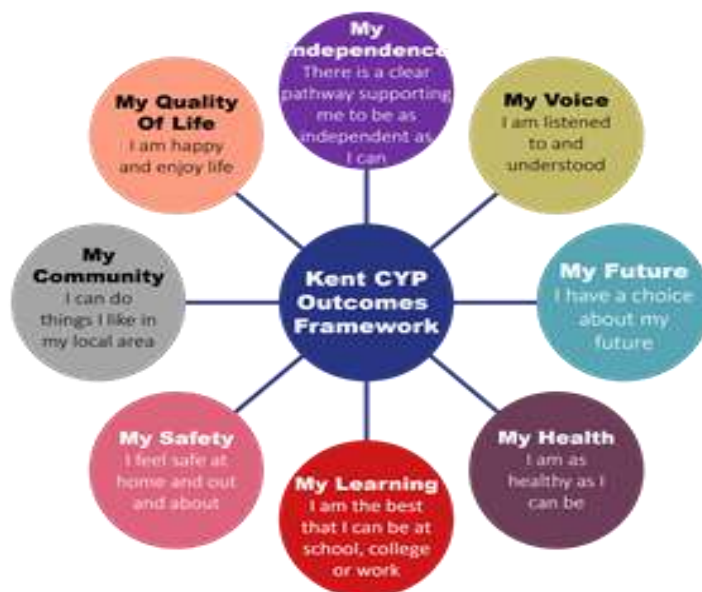 My
Independence
There is a clear
pathway supporting
me to be as
independent as
I can
My Voice
I am listened
to and
understood
My Future
I have a choice
about my
future
My Health
I am as
healthy as I
can be
My Learning
I am the best
that I can be at
school, college
or work
My Safety
I feel safe at
home and out
and about
My
Community
I can do
things I like in
my local area
My Quality
Of Life
I am happy
and enjoy life
Kent CYP
Outcomes
Framework